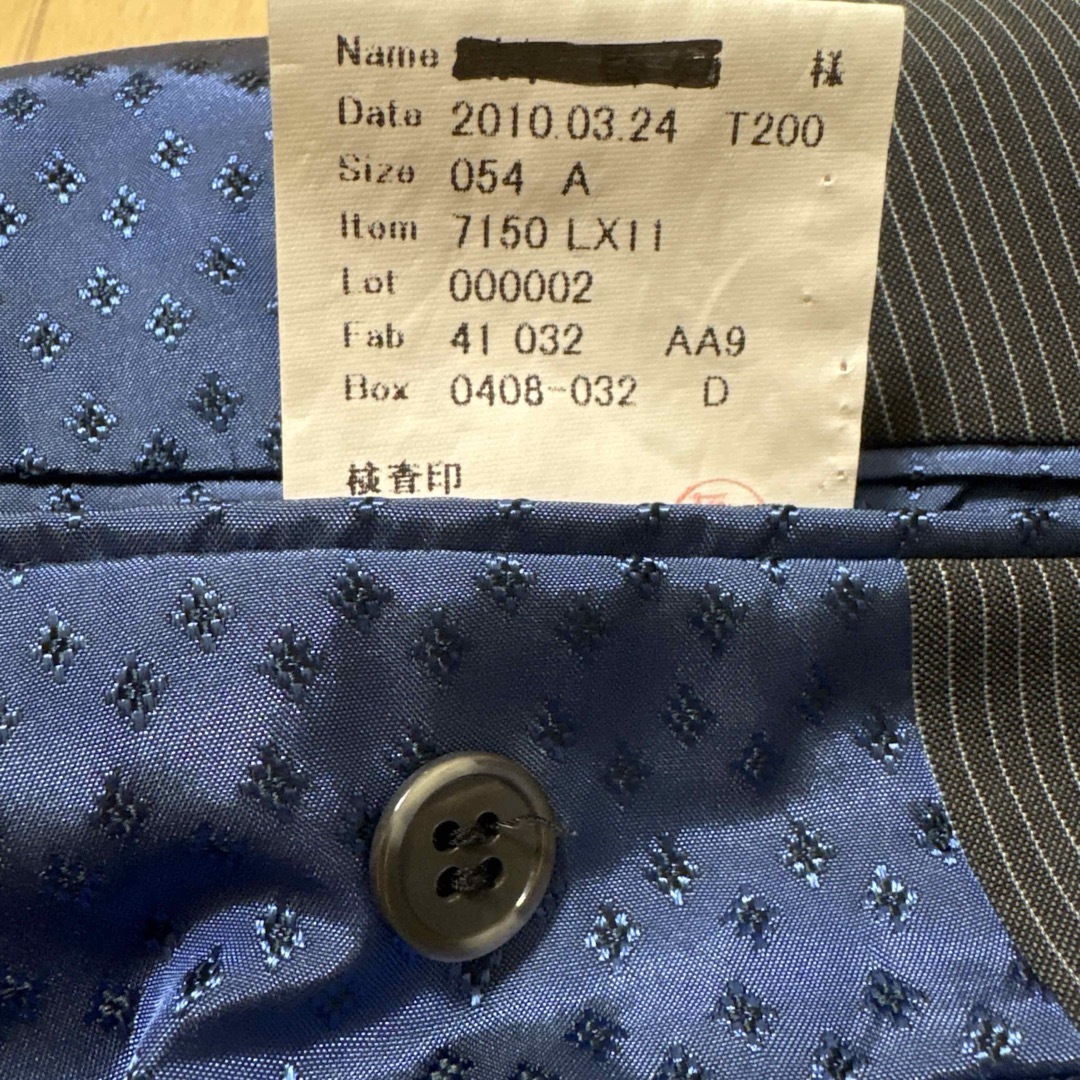 Name 様
Date 2010.03.24 T200
Size 054 A
Item 7150 LX11
Lot 000002
Fab 41 032 AA9
Box 0408-032 D
検査印